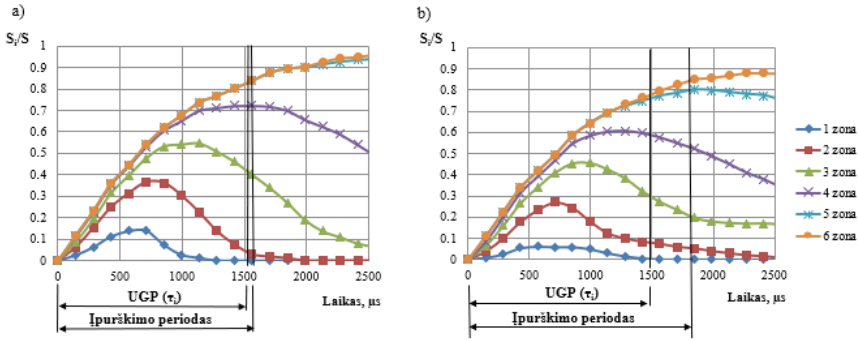 a)
Sᵢ/S
1
0.9
0.8
0.7
0.6
0.5
0.4
0.3
0.2
0.1
0
0 500 1000 1500 2000 2500
UGP (τᵢ)
Laikas, µs
Įpurškimo periodas
b)
Sᵢ/S
1
0.9
0.8
0.7
0.6
0.5
0.4
0.3
0.2
0.1
0
0 500 1000 1500 2000 2500
UGP (τᵢ)
Laikas, µs
Įpurškimo periodas
1 zona
2 zona
3 zona
4 zona
5 zona
6 zona